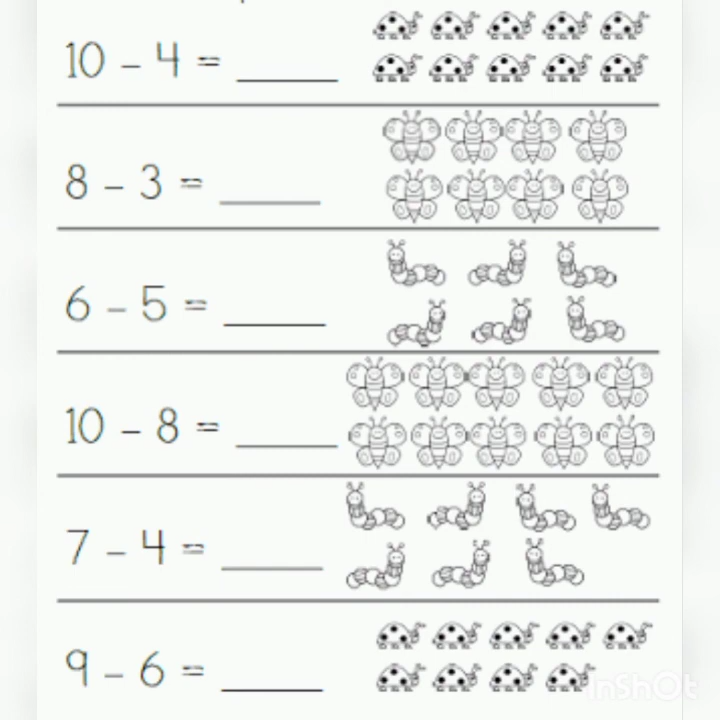 10 - 4 = ____
8 - 3 = ____
6 - 5 = ____
10 - 8 = ____
7 - 4 = ____
9 - 6 = ____
InShOt